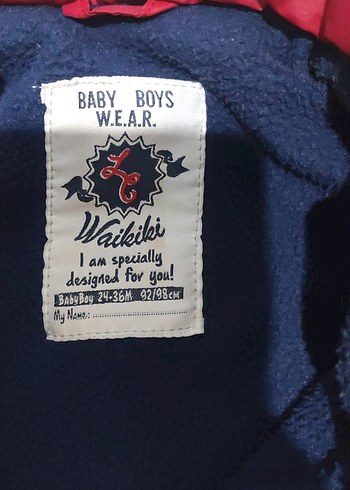 BABY BOYS
W.E.A.R.
LC
Waikiki
I am specially
designed for you!
BabyBoy 24-36M 92/98cm
My Name: